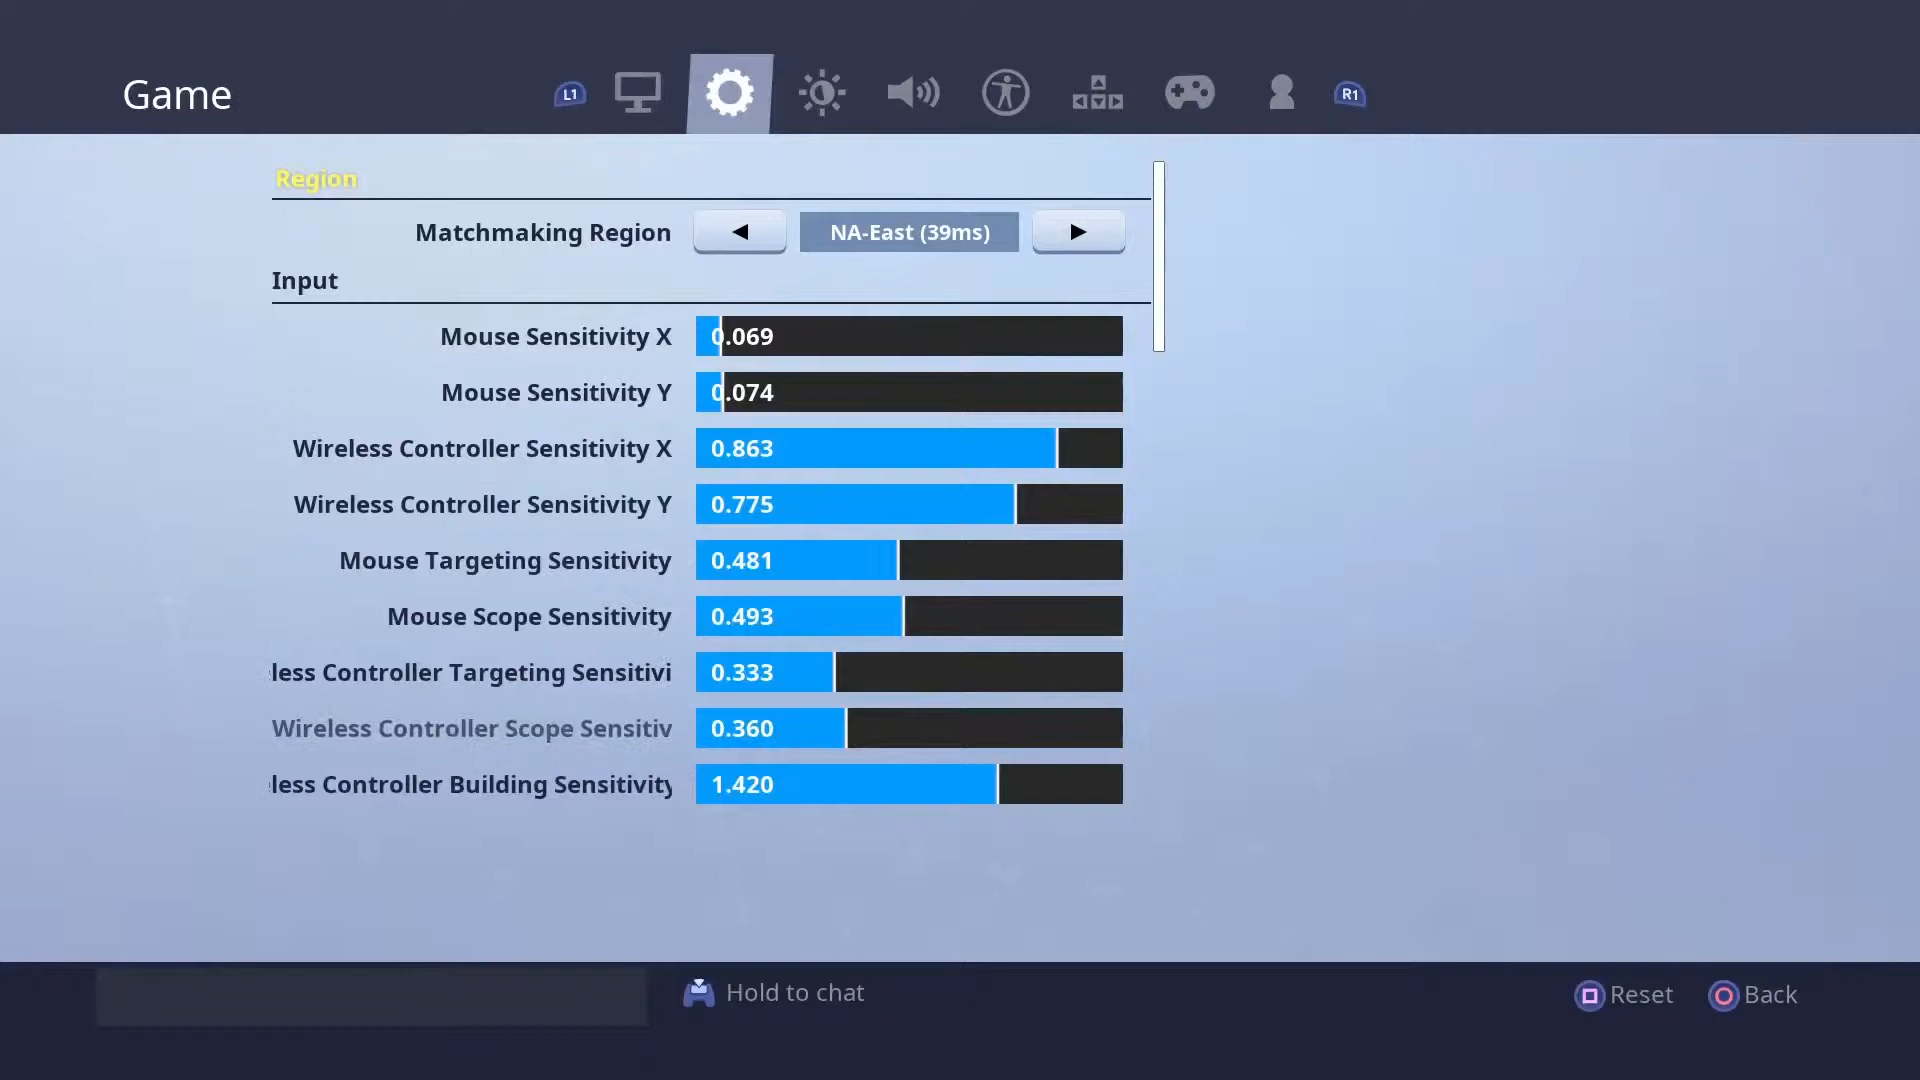 Game
L1
R1
Region
Matchmaking Region
NA-East (39ms)
Input
Mouse Sensitivity X
0.069
Mouse Sensitivity Y
0.074
Wireless Controller Sensitivity X
0.863
Wireless Controller Sensitivity Y
0.775
Mouse Targeting Sensitivity
0.481
Mouse Scope Sensitivity
0.493
less Controller Targeting Sensitivi
0.333
Wireless Controller Scope Sensitiv
0.360
less Controller Building Sensitivity
1.420
Hold to chat
Reset
Back